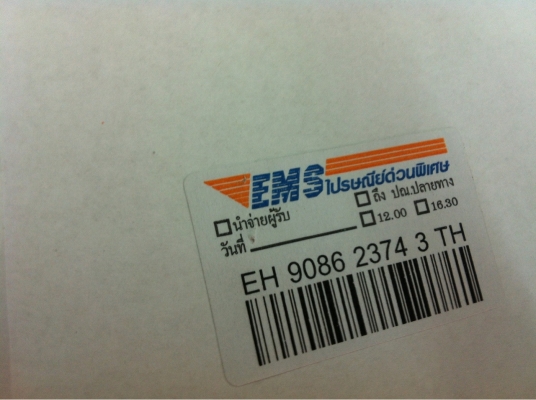 EMS ไปรษณีย์ด่วนพิเศษ
นำจ่ายผู้รับ ถึง ปณ.ปลายทาง
วันที่ 12.00 16.30
EH 9086 2374 3 TH